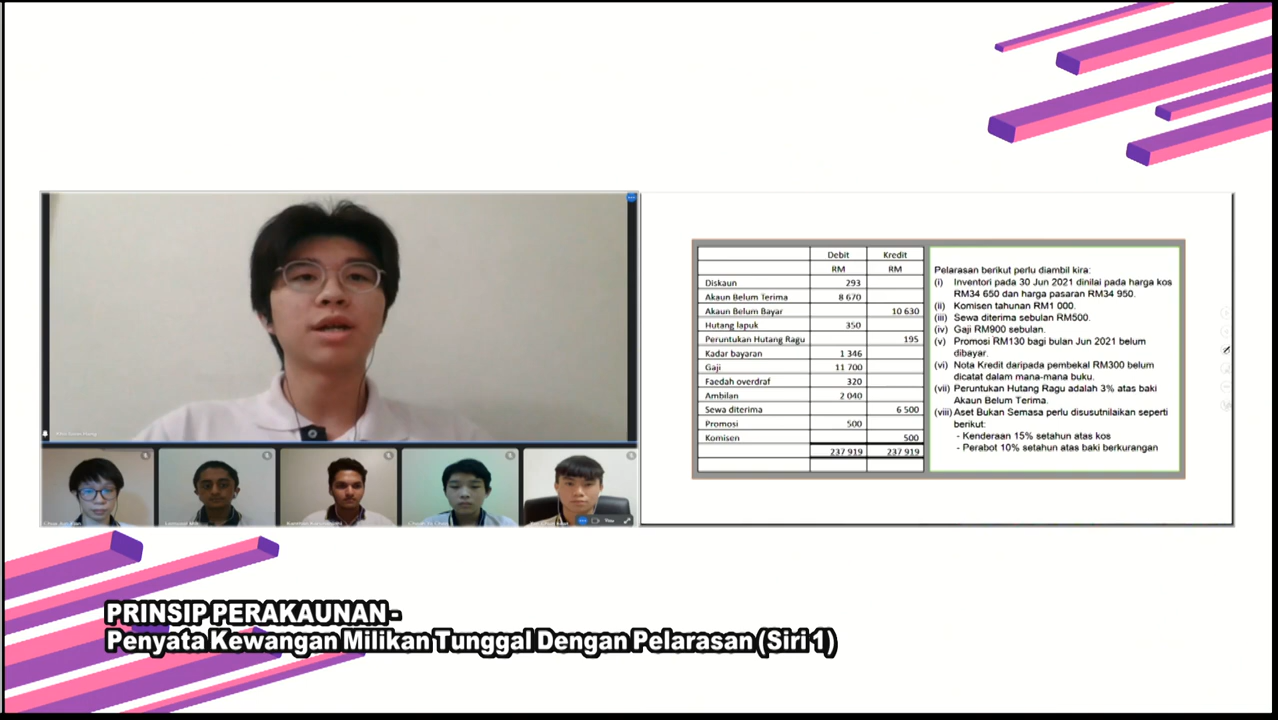 Debit Kredit
RM RM
Diskaun 293
Akaun Belum Terima 8 670
Akaun Belum Bayar 10 630
Hutang lapuk 350
Peruntukan Hutang Ragu 195
Kadar bayaran 1 346
Gaji 11 700
Faedah overdraf 320
Ambilan 2 040
Sewa diterima 6 500
Promosi 500
Komisen 500
237 919 237 919
Pelarasan berikut perlu diambil kira:
(i) Inventori pada 30 Jun 2021 dinilai pada harga kos
RM34 650 dan harga pasaran RM34 950.
(ii) Komisen tahunan RM1 000.
(iii) Sewa diterima sebulan RM500.
(iv) Gaji RM900 sebulan.
(v) Promosi RM130 bagi bulan Jun 2021 belum
dibayar.
(vi) Nota Kredit daripada pembekal RM300 belum
dicatat dalam mana-mana buku.
(vii) Peruntukan Hutang Ragu adalah 3% atas baki
Akaun Belum Terima.
(viii) Aset Bukan Semasa perlu disusutnilaikan seperti
berikut:
- Kenderaan 15% setahun atas kos
- Perabot 10% setahun atas baki berkurangan
You
PRINSIP PERAKAUNAN -
Penyata Kewangan Milikan Tunggal Dengan Pelarasan (Siri 1)